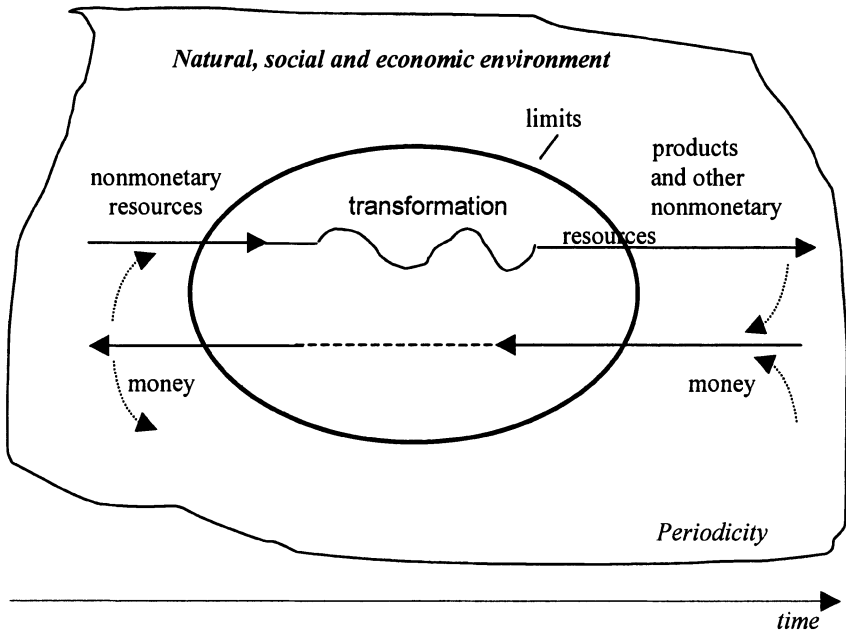 Natural, social and economic environment
limits
products
and other
nonmonetary
resources
nonmonetary
resources
transformation
money
money
Periodicity
time